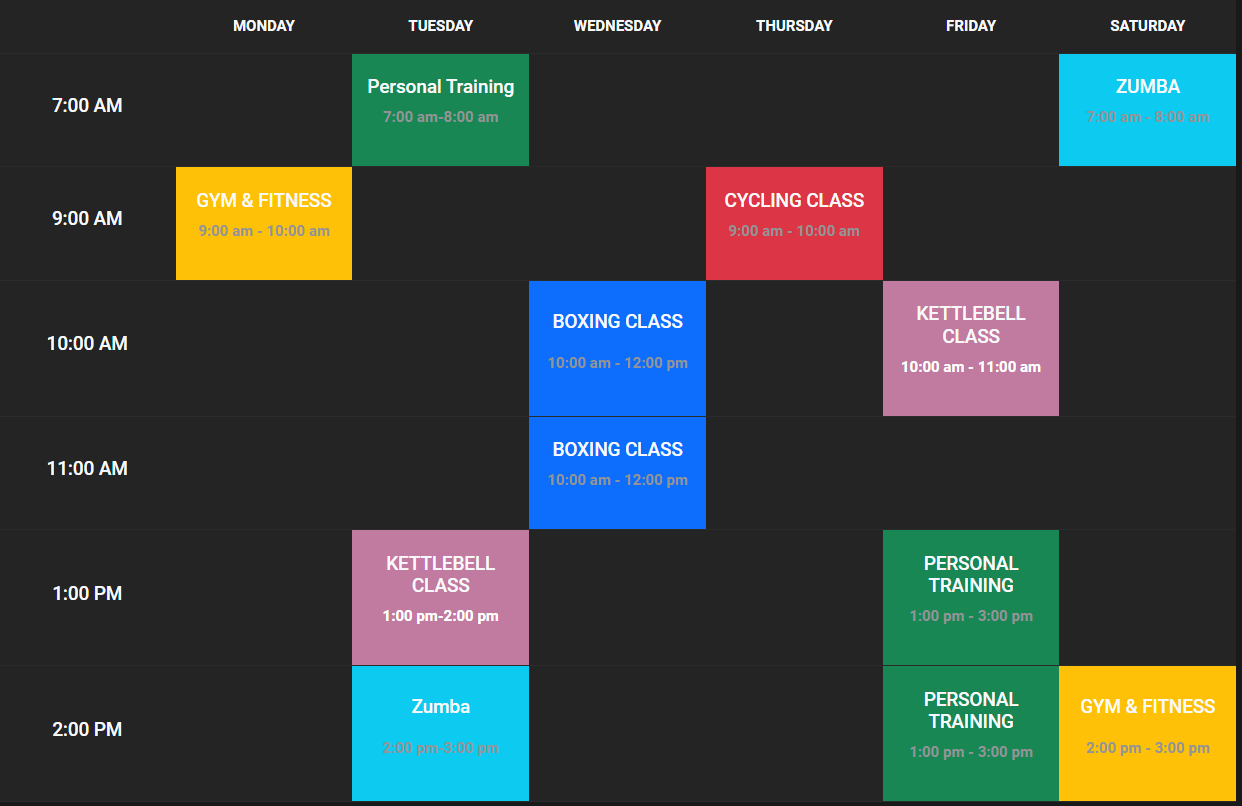 MONDAY TUESDAY WEDNESDAY THURSDAY FRIDAY SATURDAY
7:00 AM
Personal Training
7:00 am-8:00 am
ZUMBA
7:00 am - 8:00 am
9:00 AM
GYM & FITNESS
9:00 am - 10:00 am
CYCLING CLASS
9:00 am - 10:00 am
10:00 AM
BOXING CLASS
10:00 am - 12:00 pm
KETTLEBELL
CLASS
10:00 am - 11:00 am
11:00 AM
BOXING CLASS
10:00 am - 12:00 pm
1:00 PM
KETTLEBELL
CLASS
1:00 pm-2:00 pm
PERSONAL
TRAINING
1:00 pm - 3:00 pm
2:00 PM
Zumba
2:00 pm-3:00 pm
PERSONAL
TRAINING
1:00 pm - 3:00 pm
GYM & FITNESS
2:00 pm - 3:00 pm